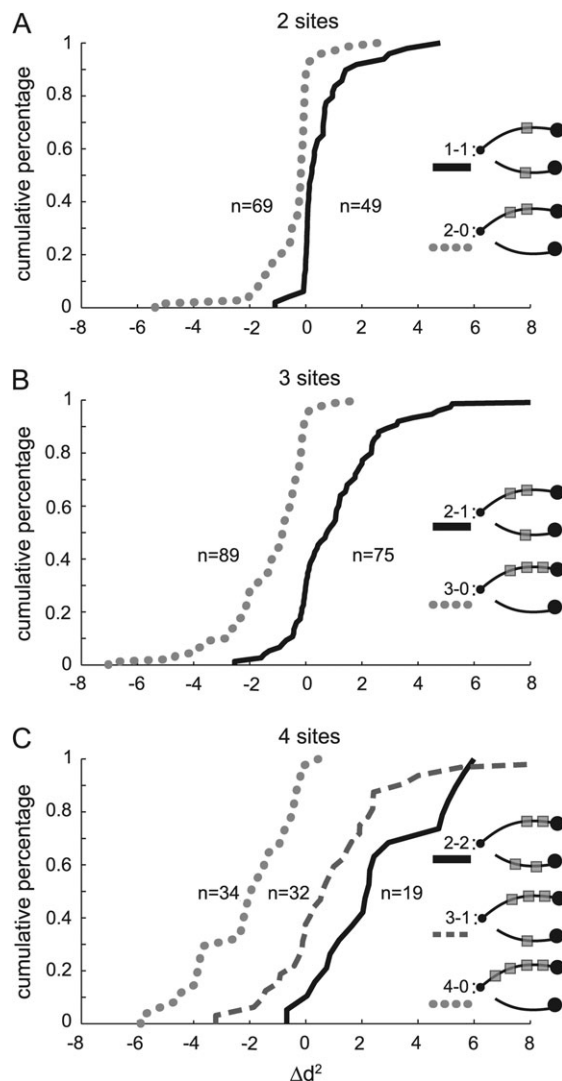 A
2 sites
cumulative percentage
1
0.8
0.6
0.4
0.2
0
n=69
n=49
1-1:
2-0:
-8 -6 -4 -2 0 2 4 6 8
B
3 sites
cumulative percentage
1
0.8
0.6
0.4
0.2
0
n=89
n=75
2-1:
3-0:
-8 -6 -4 -2 0 2 4 6 8
C
4 sites
cumulative percentage
1
0.8
0.6
0.4
0.2
0
n=34
n=32
n=19
2-2:
3-1:
4-0:
-8 -6 -4 -2 0 2 4 6 8
Δd²